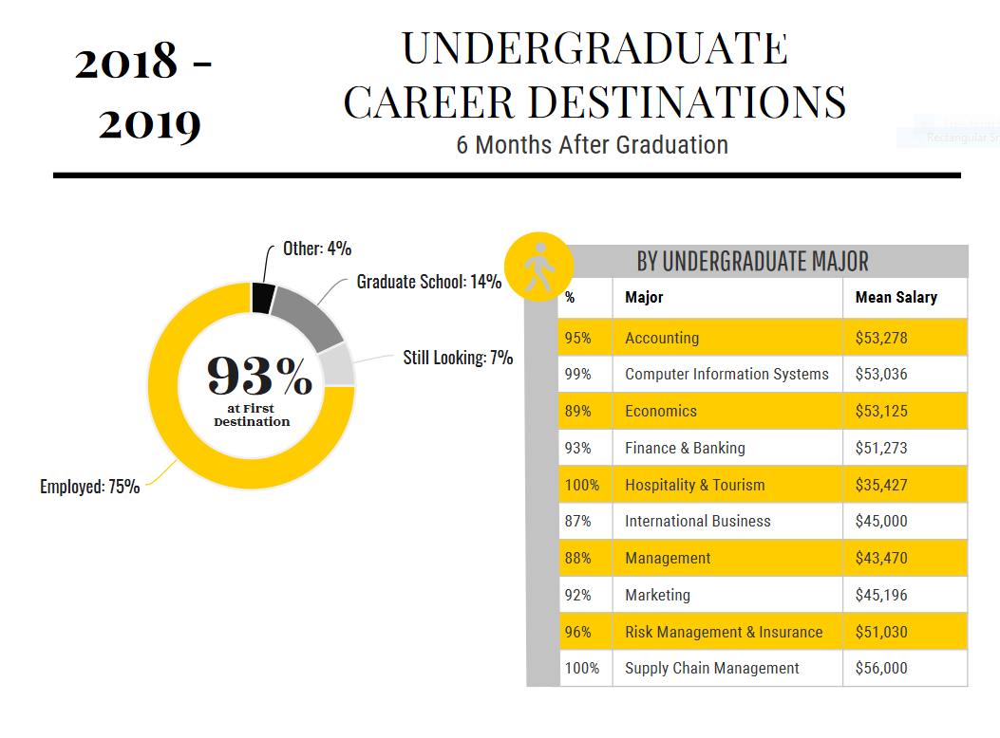 2018 -
2019
UNDERGRADUATE
CAREER DESTINATIONS
6 Months After Graduation
Rectangular Sn
Other: 4%
Graduate School: 14%
Still Looking: 7%
93%
at First
Destination
Employed: 75%
BY UNDERGRADUATE MAJOR
% Major Mean Salary
95% Accounting $53,278
99% Computer Information Systems $53,036
89% Economics $53,125
93% Finance & Banking $51,273
100% Hospitality & Tourism $35,427
87% International Business $45,000
88% Management $43,470
92% Marketing $45,196
96% Risk Management & Insurance $51,030
100% Supply Chain Management $56,000